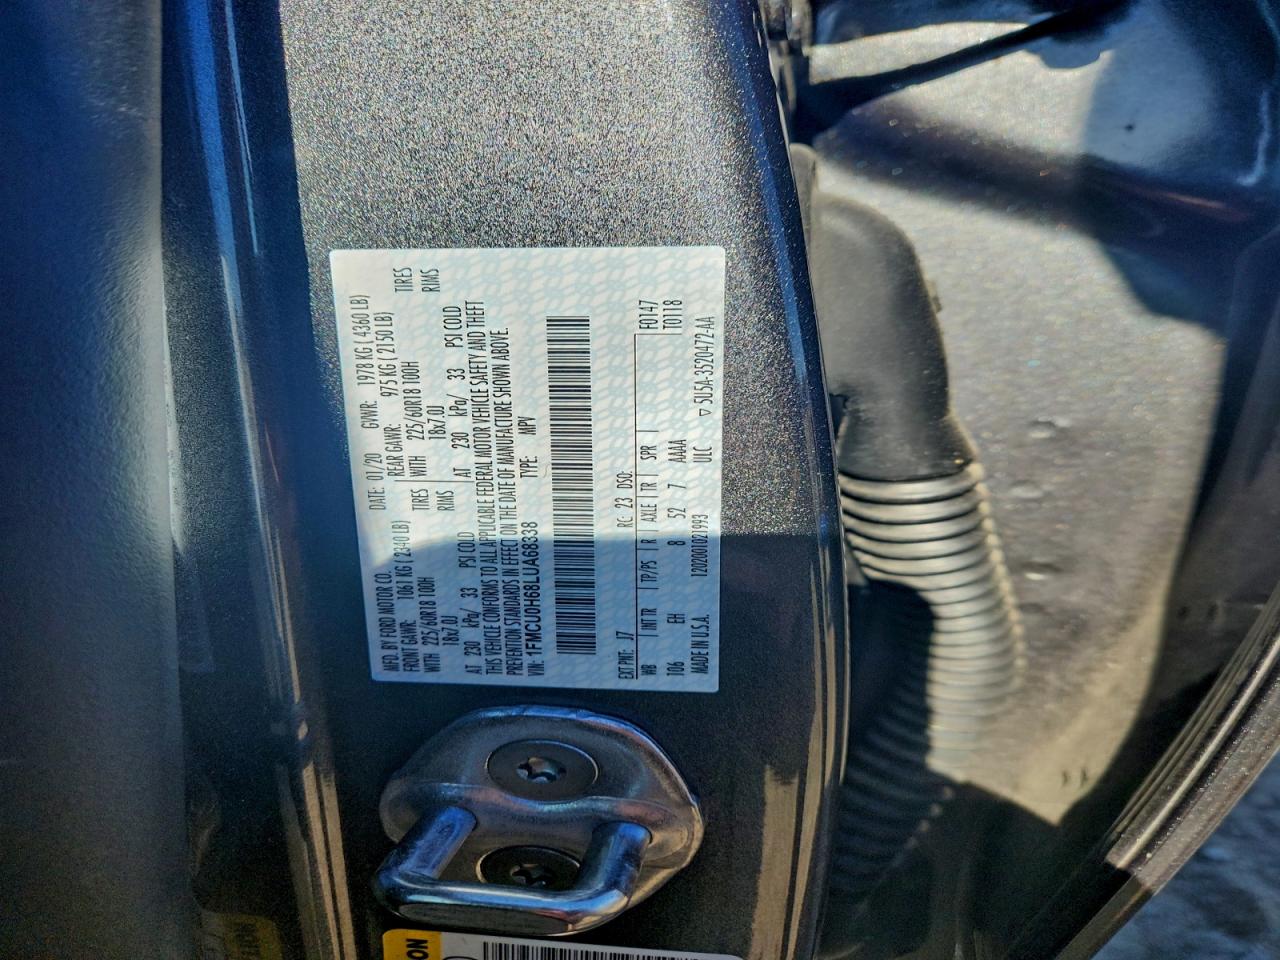 MFD. BY FORD MOTOR CO. DATE: 01/20 GVWR: 1978 KG ( 4360 LB)
FRONT GAWR: 1061 KG ( 2340 LB) REAR GAWR: 975 KG ( 2150 LB)
WITH 225/60R18 100H TIRES WITH 225/60R18 100H TIRES
18x7.0J RIMS 18x7.0J RIMS
AT 230 kPa/ 33 PSI COLD AT 230 kPa/ 33 PSI COLD
THIS VEHICLE CONFORMS TO ALL APPLICABLE FEDERAL MOTOR VEHICLE SAFETY AND THEFT
PREVENTION STANDARDS IN EFFECT ON THE DATE OF MANUFACTURE SHOWN ABOVE.
VIN: 1FMCU0H68LUA68338 TYPE: MPV
EXT PNT: J7 RC: 23 DSO: F0147
WB INT TR TP/PS R AXLE TR SPR T0118
106 EH 8 52 7 AAAA
MADE IN U.S.A. 1202001021993 ULC ▽ 5U5A-3520472-AA